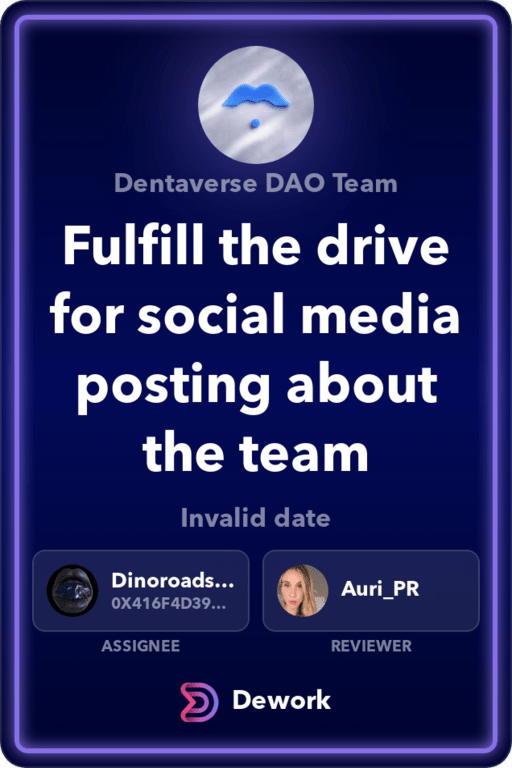 Dentaverse DAO Team
Fulfill the drive
for social media
posting about
the team
Invalid date
Dinoroads...
0X416F4D39...
Auri_PR
ASSIGNEE
REVIEWER
Dework